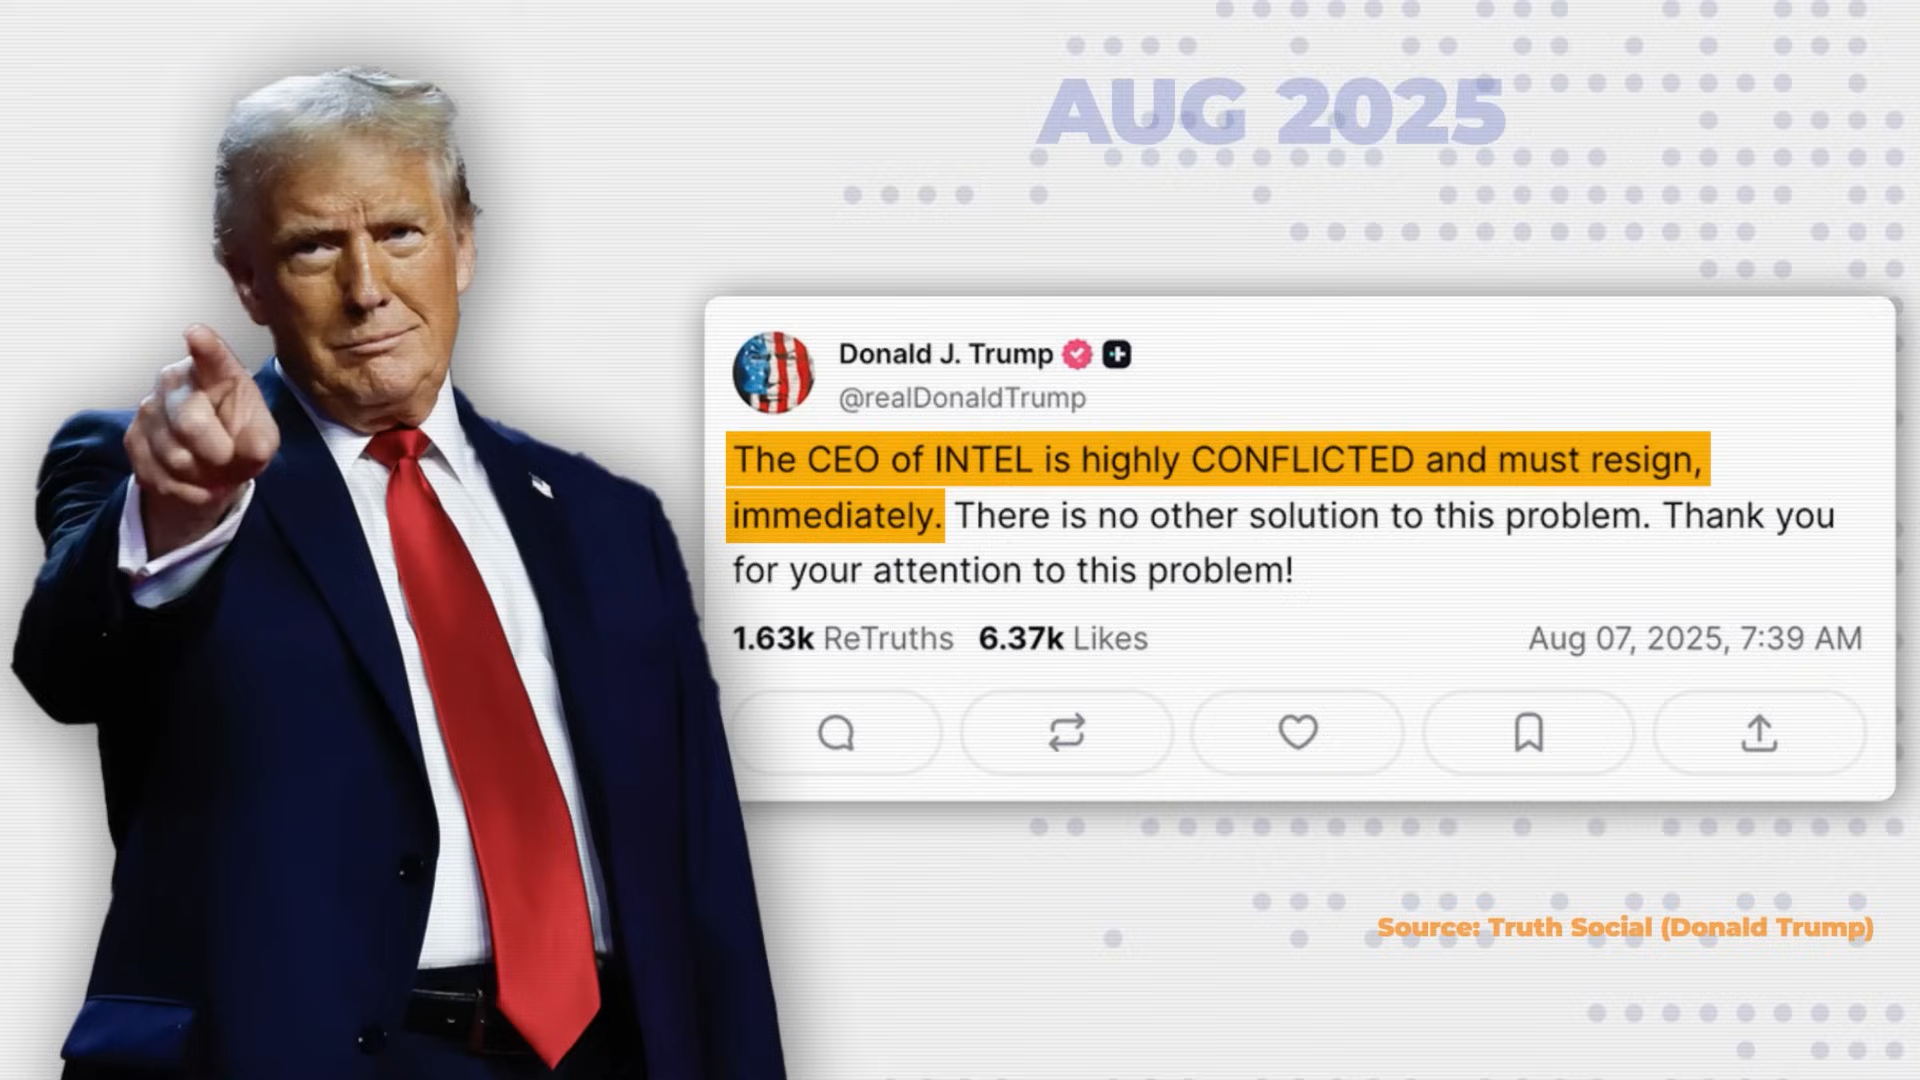 AUG 2025
Donald J. Trump
@realDonaldTrump
The CEO of INTEL is highly CONFLICTED and must resign,
immediately. There is no other solution to this problem. Thank you
for your attention to this problem!
1.63k ReTruths 6.37k Likes
Aug 07, 2025, 7:39 AM
Source: Truth Social (Donald Trump)